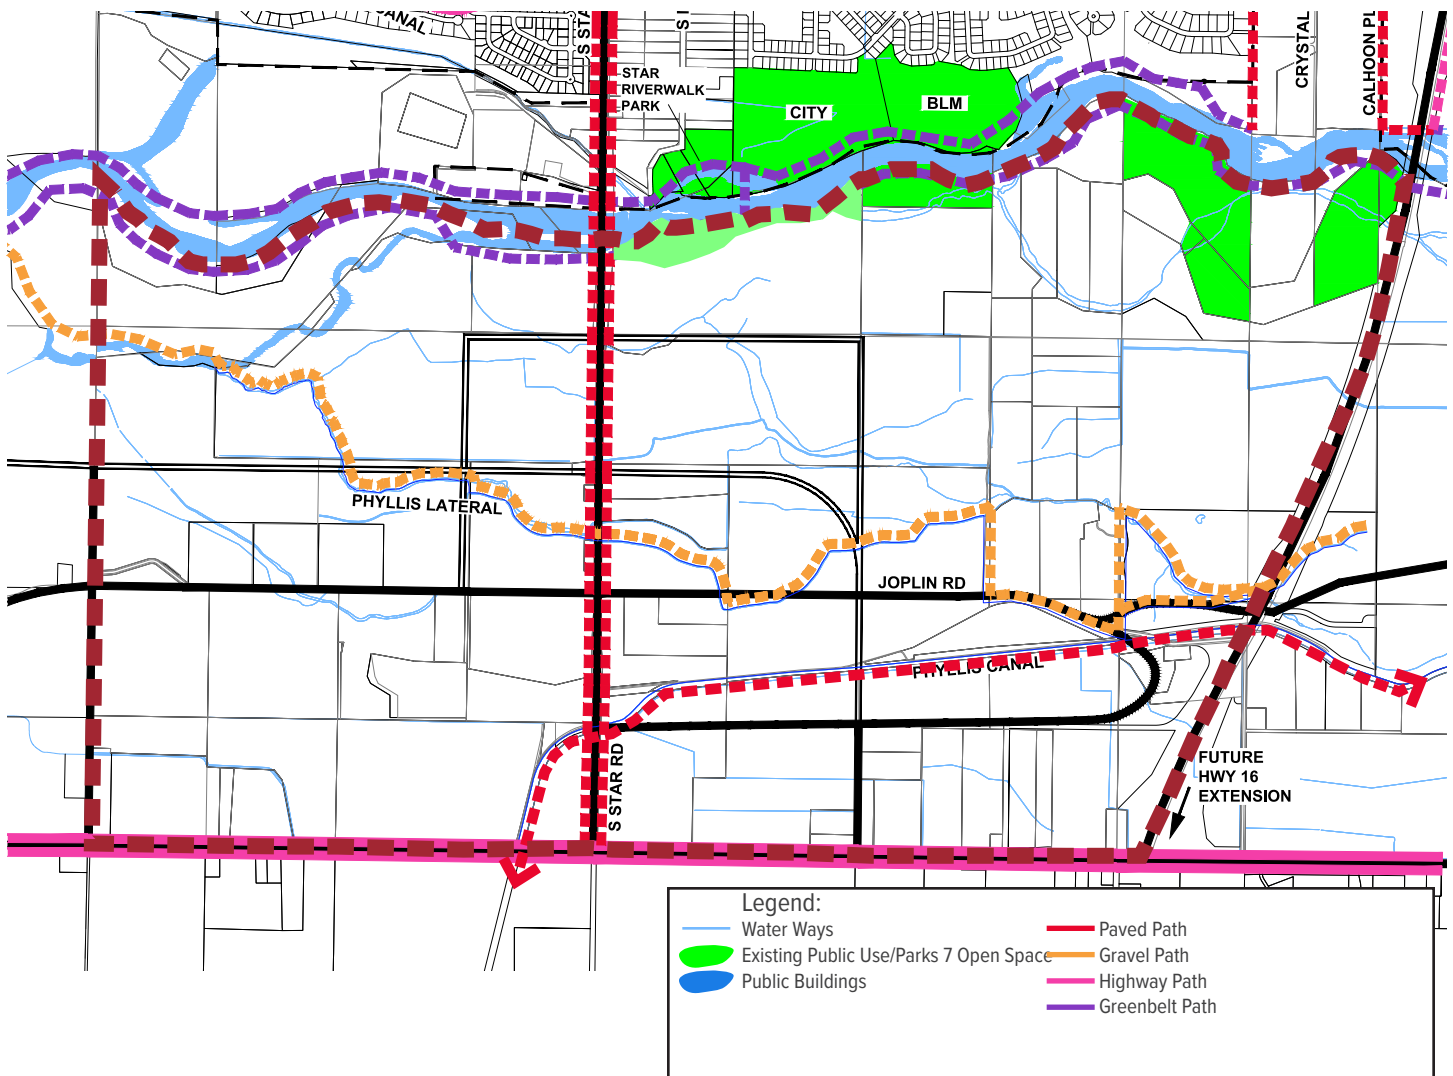 CANAL
S STA
S
CRYSTAL
CALHOON PL
STAR
RIVERWALK
PARK
CITY
BLM
PHYLLIS LATERAL
JOPLIN RD
PHYLLIS CANAL
S STAR RD
FUTURE
HWY 16
EXTENSION
Legend:
Water Ways
Existing Public Use/Parks 7 Open Space
Public Buildings
Paved Path
Gravel Path
Highway Path
Greenbelt Path